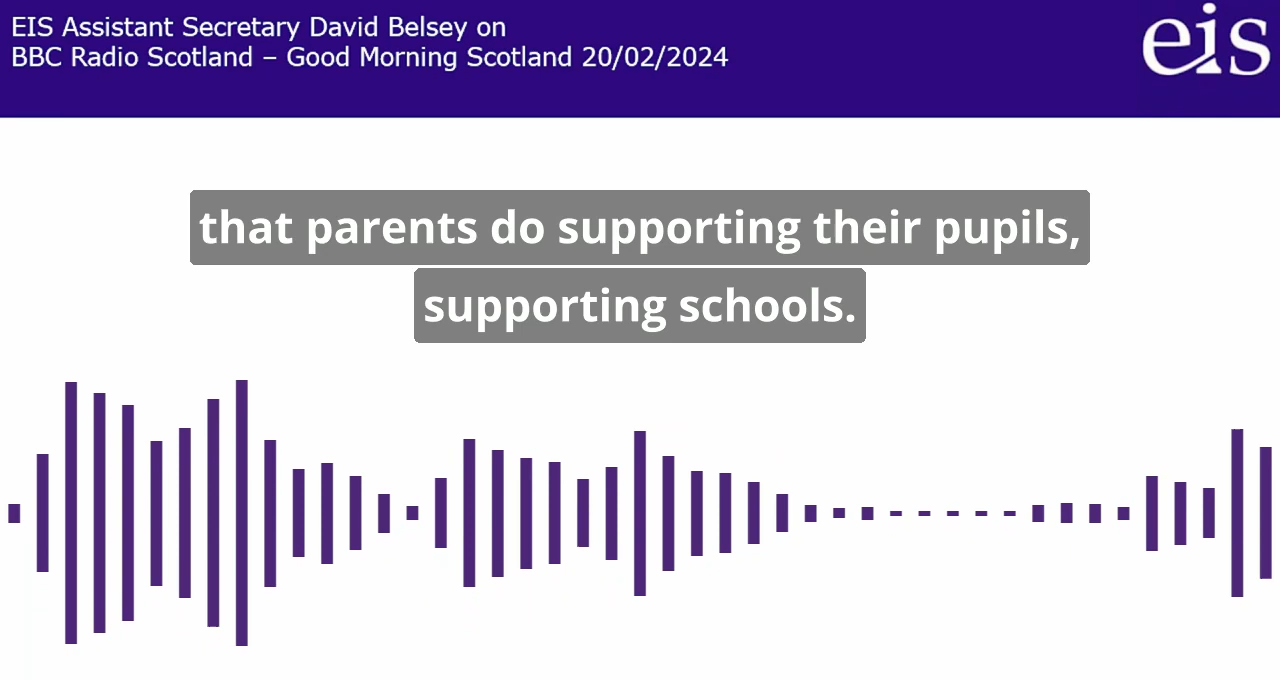 EIS Assistant Secretary David Belsey on
BBC Radio Scotland – Good Morning Scotland 20/02/2024
eis
that parents do supporting their pupils,
supporting schools.